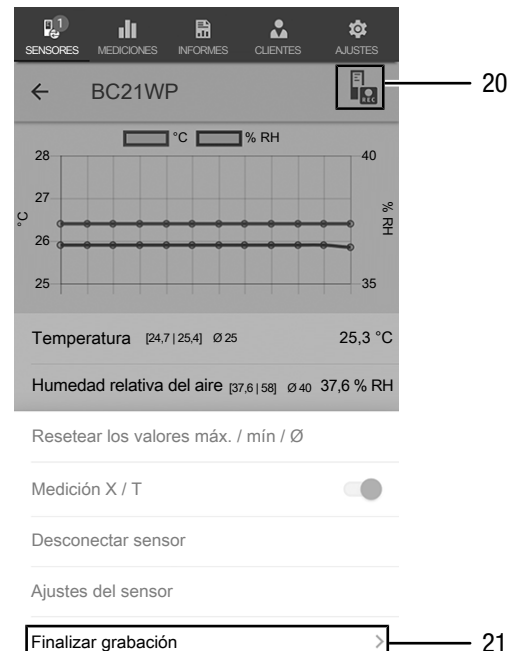 1
SENSORES MEDICIONES INFORMES CLIENTES AJUSTES
BC21WP
REC
20
°C % RH
28 40
27
°C
% RH
26
25 35
Temperatura [24,7 | 25,4] Ø 25 25,3 °C
Humedad relativa del aire [37,6 | 58] Ø 40 37,6 % RH
Resetear los valores máx. / mín / Ø
Medición X / T
Desconectar sensor
Ajustes del sensor
Finalizar grabación
21